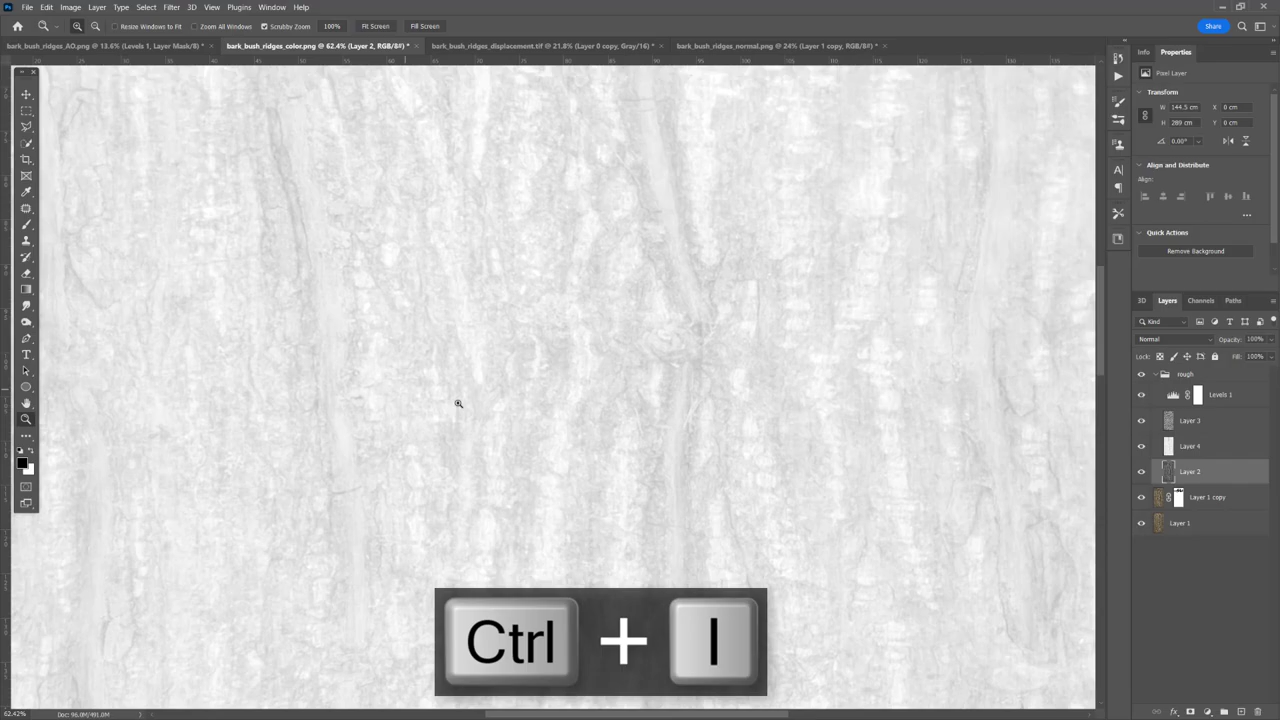 File Edit Image Layer Type Select Filter 3D View Plugins Window Help
Resize Windows to Fit Zoom All Windows Scrubby Zoom 100% Fit Screen Fill Screen Share
bark_bush_ridges_AO.png @ 13.6% (Levels 1, Layer Mask/8) * × bark_bush_ridges_color.png @ 62.4% (Layer 2, RGB/8#) * × bark_bush_ridges_displacement.tif @ 21.8% (Layer 0 copy, Gray/16) * × bark_bush_ridges_normal.png @ 24% (Layer 1 copy, RGB/8#) * ×
Info Properties
Pixel Layer
Transform
W 144.5 cm X 0 cm
H 289 cm Y 0 cm
0.00°
Align and Distribute
Align:
Quick Actions
Remove Background
3D Layers Channels Paths
Kind
Normal Opacity: 100%
Lock: Fill: 100%
rough
Levels 1
Layer 3
Layer 4
Layer 2
Layer 1 copy
Layer 1
Ctrl + I
62.42% Doc: 96.0M/491.0M